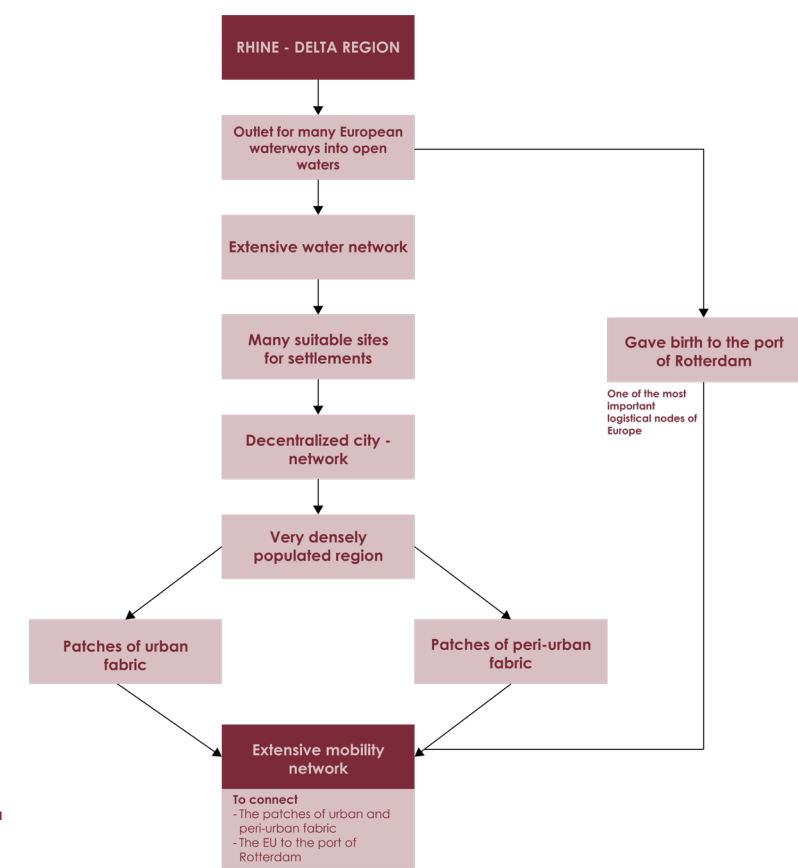 RHINE - DELTA REGION
Outlet for many European
waterways into open
waters
Extensive water network
Many suitable sites
for settlements
Gave birth to the port
of Rotterdam
One of the most
important
logistical nodes of
Europe
Decentralized city -
network
Very densely
populated region
Patches of urban
fabric
Patches of peri-urban
fabric
Extensive mobility
network
To connect
- The patches of urban and
peri-urban fabric
- The EU to the port of
Rotterdam